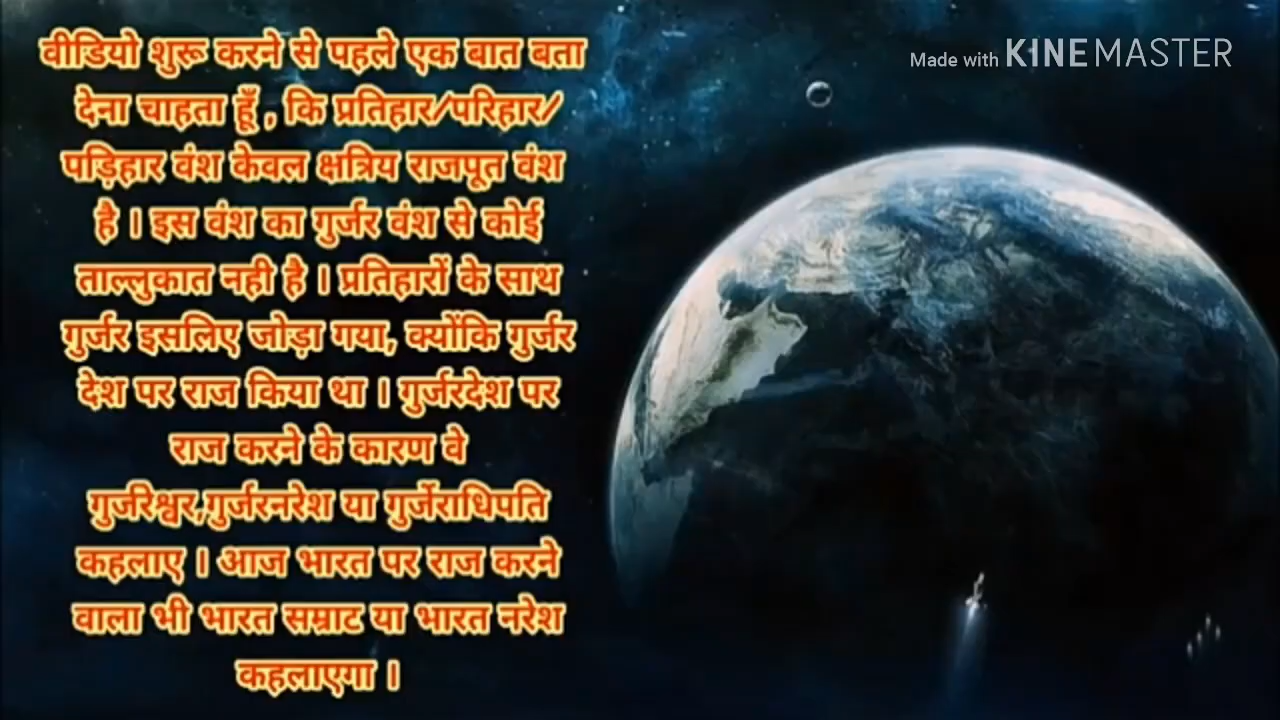 वीडियो शुरू करने से पहले एक बात बता
देना चाहता हूँ , कि प्रतिहार/परिहार/
पड़िहार वंश केवल क्षत्रिय राजपूत वंश
है । इस वंश का गुर्जर वंश से कोई
ताल्लुकात नही है । प्रतिहारों के साथ
गुर्जर इसलिए जोड़ा गया, क्योंकि गुर्जर
देश पर राज किया था । गुर्जरदेश पर
राज करने के कारण वे
गुर्जरेश्वर,गुर्जरनरेश या गुर्जेराधिपति
कहलाए । आज भारत पर राज करने
वाला भी भारत सम्राट या भारत नरेश
कहलाएगा ।
Made with KINEMASTER